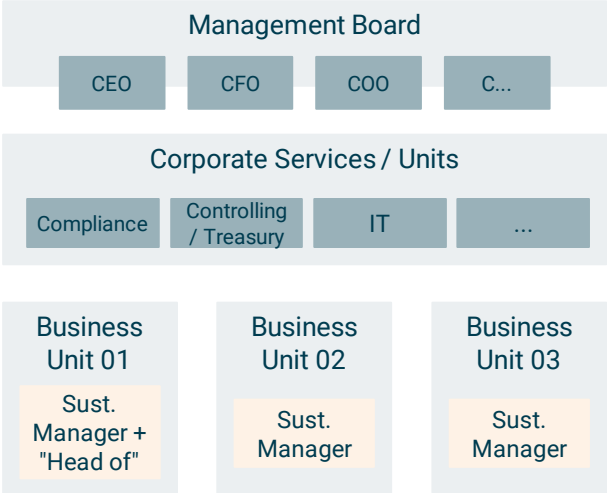 Management Board
CEO
CFO
COO
C...
Corporate Services / Units
Compliance
Controlling
/ Treasury
IT
...
Business
Unit 01
Sust.
Manager +
"Head of"
Business
Unit 02
Sust.
Manager
Business
Unit 03
Sust.
Manager